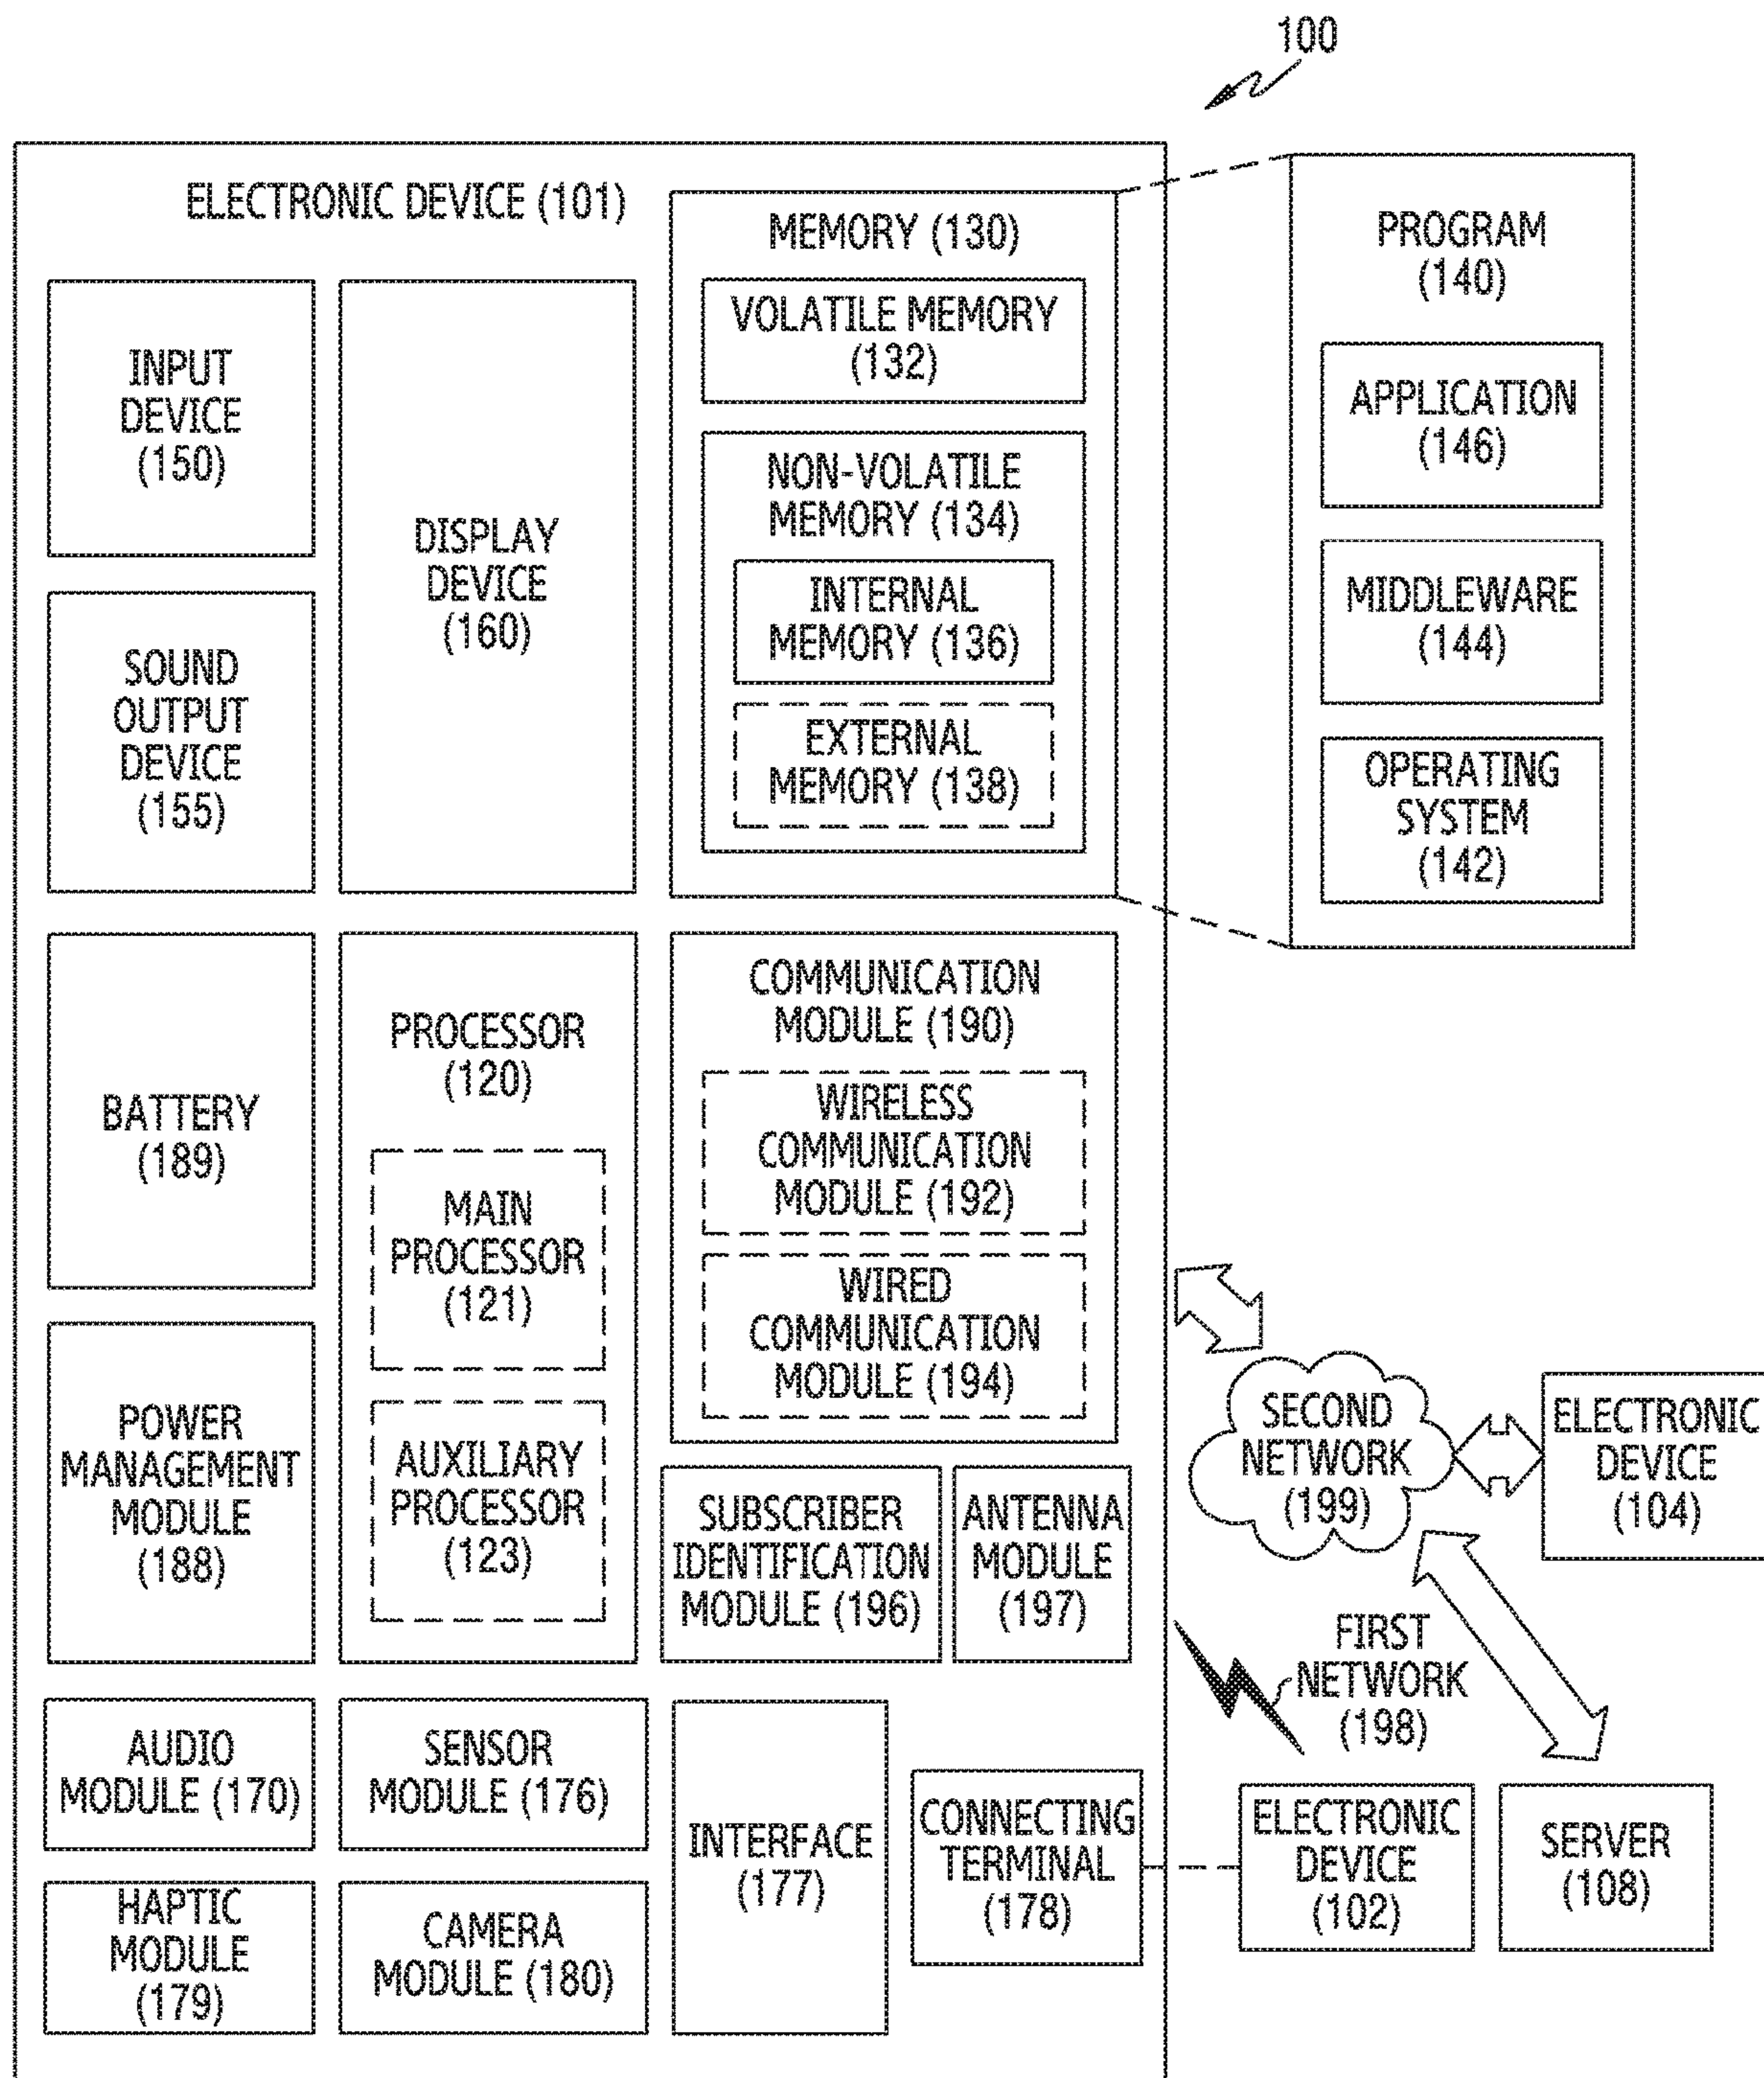 100
ELECTRONIC DEVICE (101)
INPUT
DEVICE
(150)
SOUND
OUTPUT
DEVICE
(155)
DISPLAY
DEVICE
(160)
MEMORY (130)
VOLATILE MEMORY
(132)
NON-VOLATILE
MEMORY (134)
INTERNAL
MEMORY (136)
EXTERNAL
MEMORY (138)
PROGRAM
(140)
APPLICATION
(146)
MIDDLEWARE
(144)
OPERATING
SYSTEM
(142)
BATTERY
(189)
POWER
MANAGEMENT
MODULE
(188)
PROCESSOR
(120)
MAIN
PROCESSOR
(121)
AUXILIARY
PROCESSOR
(123)
COMMUNICATION
MODULE (190)
WIRELESS
COMMUNICATION
MODULE (192)
WIRED
COMMUNICATION
MODULE (194)
SUBSCRIBER
IDENTIFICATION
MODULE (196)
ANTENNA
MODULE
(197)
SECOND
NETWORK
(199)
ELECTRONIC
DEVICE
(104)
FIRST
NETWORK
(198)
AUDIO
MODULE (170)
SENSOR
MODULE (176)
HAPTIC
MODULE
(179)
CAMERA
MODULE (180)
INTERFACE
(177)
CONNECTING
TERMINAL
(178)
ELECTRONIC
DEVICE
(102)
SERVER
(108)